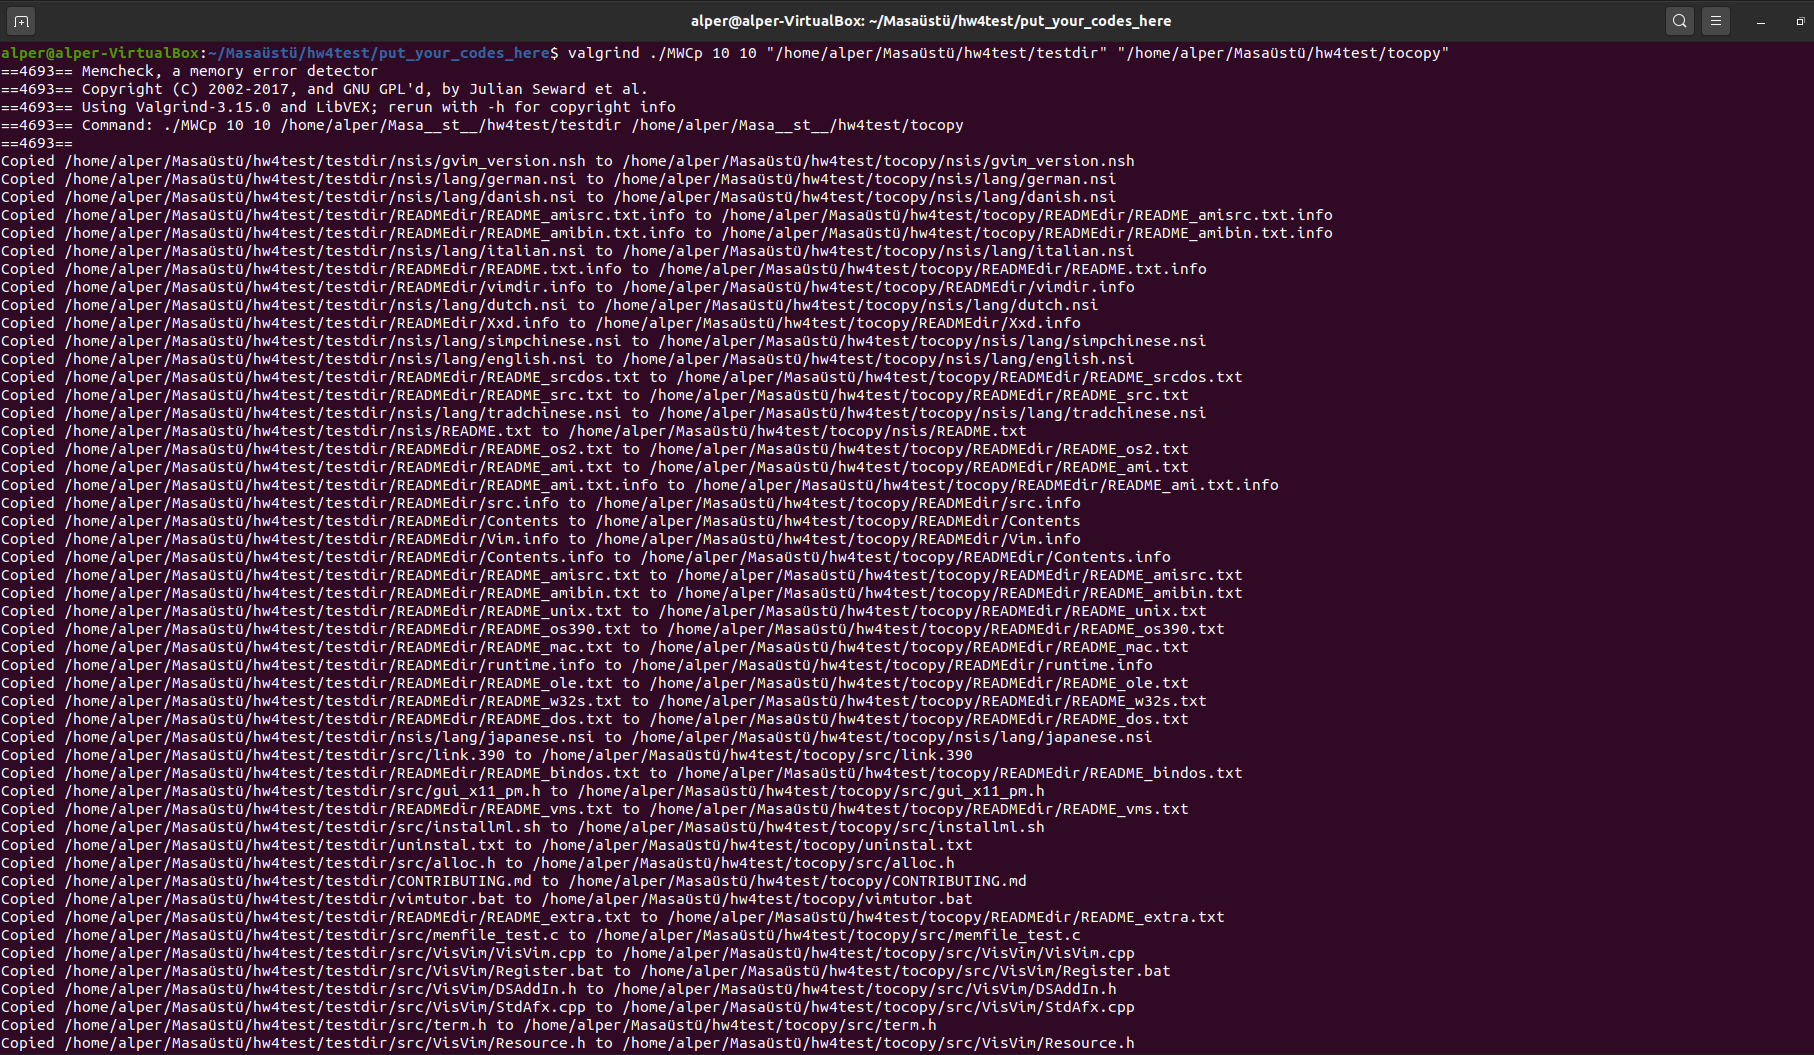 alper@alper-VirtualBox: ~/Masaüstü/hw4test/put_your_codes_here
alper@alper-VirtualBox:~/Masaüstü/hw4test/put_your_codes_here$ valgrind ./MWCp 10 10 "/home/alper/Masaüstü/hw4test/testdir" "/home/alper/Masaüstü/hw4test/tocopy"
==4693== Memcheck, a memory error detector
==4693== Copyright (C) 2002-2017, and GNU GPL'd, by Julian Seward et al.
==4693== Using Valgrind-3.15.0 and LibVEX; rerun with -h for copyright info
==4693== Command: ./MWCp 10 10 /home/alper/Masa__st__/hw4test/testdir /home/alper/Masa__st__/hw4test/tocopy
==4693==
Copied /home/alper/Masaüstü/hw4test/testdir/nsis/gvim_version.nsh to /home/alper/Masaüstü/hw4test/tocopy/nsis/gvim_version.nsh
Copied /home/alper/Masaüstü/hw4test/testdir/nsis/lang/german.nsi to /home/alper/Masaüstü/hw4test/tocopy/nsis/lang/german.nsi
Copied /home/alper/Masaüstü/hw4test/testdir/nsis/lang/danish.nsi to /home/alper/Masaüstü/hw4test/tocopy/nsis/lang/danish.nsi
Copied /home/alper/Masaüstü/hw4test/testdir/READMEdir/README_amisrc.txt.info to /home/alper/Masaüstü/hw4test/tocopy/READMEdir/README_amisrc.txt.info
Copied /home/alper/Masaüstü/hw4test/testdir/READMEdir/README_amibin.txt.info to /home/alper/Masaüstü/hw4test/tocopy/READMEdir/README_amibin.txt.info
Copied /home/alper/Masaüstü/hw4test/testdir/nsis/lang/italian.nsi to /home/alper/Masaüstü/hw4test/tocopy/nsis/lang/italian.nsi
Copied /home/alper/Masaüstü/hw4test/testdir/READMEdir/README.txt.info to /home/alper/Masaüstü/hw4test/tocopy/READMEdir/README.txt.info
Copied /home/alper/Masaüstü/hw4test/testdir/READMEdir/vimdir.info to /home/alper/Masaüstü/hw4test/tocopy/READMEdir/vimdir.info
Copied /home/alper/Masaüstü/hw4test/testdir/nsis/lang/dutch.nsi to /home/alper/Masaüstü/hw4test/tocopy/nsis/lang/dutch.nsi
Copied /home/alper/Masaüstü/hw4test/testdir/READMEdir/Xxd.info to /home/alper/Masaüstü/hw4test/tocopy/READMEdir/Xxd.info
Copied /home/alper/Masaüstü/hw4test/testdir/nsis/lang/simpchinese.nsi to /home/alper/Masaüstü/hw4test/tocopy/nsis/lang/simpchinese.nsi
Copied /home/alper/Masaüstü/hw4test/testdir/nsis/lang/english.nsi to /home/alper/Masaüstü/hw4test/tocopy/nsis/lang/english.nsi
Copied /home/alper/Masaüstü/hw4test/testdir/READMEdir/README_srcdos.txt to /home/alper/Masaüstü/hw4test/tocopy/READMEdir/README_srcdos.txt
Copied /home/alper/Masaüstü/hw4test/testdir/READMEdir/README_src.txt to /home/alper/Masaüstü/hw4test/tocopy/READMEdir/README_src.txt
Copied /home/alper/Masaüstü/hw4test/testdir/nsis/lang/tradchinese.nsi to /home/alper/Masaüstü/hw4test/tocopy/nsis/lang/tradchinese.nsi
Copied /home/alper/Masaüstü/hw4test/testdir/nsis/README.txt to /home/alper/Masaüstü/hw4test/tocopy/nsis/README.txt
Copied /home/alper/Masaüstü/hw4test/testdir/READMEdir/README_os2.txt to /home/alper/Masaüstü/hw4test/tocopy/READMEdir/README_os2.txt
Copied /home/alper/Masaüstü/hw4test/testdir/READMEdir/README_ami.txt to /home/alper/Masaüstü/hw4test/tocopy/READMEdir/README_ami.txt
Copied /home/alper/Masaüstü/hw4test/testdir/READMEdir/README_ami.txt.info to /home/alper/Masaüstü/hw4test/tocopy/READMEdir/README_ami.txt.info
Copied /home/alper/Masaüstü/hw4test/testdir/READMEdir/src.info to /home/alper/Masaüstü/hw4test/tocopy/READMEdir/src.info
Copied /home/alper/Masaüstü/hw4test/testdir/READMEdir/Contents to /home/alper/Masaüstü/hw4test/tocopy/READMEdir/Contents
Copied /home/alper/Masaüstü/hw4test/testdir/READMEdir/Vim.info to /home/alper/Masaüstü/hw4test/tocopy/READMEdir/Vim.info
Copied /home/alper/Masaüstü/hw4test/testdir/READMEdir/Contents.info to /home/alper/Masaüstü/hw4test/tocopy/READMEdir/Contents.info
Copied /home/alper/Masaüstü/hw4test/testdir/READMEdir/README_amisrc.txt to /home/alper/Masaüstü/hw4test/tocopy/READMEdir/README_amisrc.txt
Copied /home/alper/Masaüstü/hw4test/testdir/READMEdir/README_amibin.txt to /home/alper/Masaüstü/hw4test/tocopy/READMEdir/README_amibin.txt
Copied /home/alper/Masaüstü/hw4test/testdir/READMEdir/README_unix.txt to /home/alper/Masaüstü/hw4test/tocopy/READMEdir/README_unix.txt
Copied /home/alper/Masaüstü/hw4test/testdir/READMEdir/README_os390.txt to /home/alper/Masaüstü/hw4test/tocopy/READMEdir/README_os390.txt
Copied /home/alper/Masaüstü/hw4test/testdir/READMEdir/README_mac.txt to /home/alper/Masaüstü/hw4test/tocopy/READMEdir/README_mac.txt
Copied /home/alper/Masaüstü/hw4test/testdir/READMEdir/runtime.info to /home/alper/Masaüstü/hw4test/tocopy/READMEdir/runtime.info
Copied /home/alper/Masaüstü/hw4test/testdir/READMEdir/README_ole.txt to /home/alper/Masaüstü/hw4test/tocopy/READMEdir/README_ole.txt
Copied /home/alper/Masaüstü/hw4test/testdir/READMEdir/README_w32s.txt to /home/alper/Masaüstü/hw4test/tocopy/READMEdir/README_w32s.txt
Copied /home/alper/Masaüstü/hw4test/testdir/READMEdir/README_dos.txt to /home/alper/Masaüstü/hw4test/tocopy/READMEdir/README_dos.txt
Copied /home/alper/Masaüstü/hw4test/testdir/nsis/lang/japanese.nsi to /home/alper/Masaüstü/hw4test/tocopy/nsis/lang/japanese.nsi
Copied /home/alper/Masaüstü/hw4test/testdir/src/link.390 to /home/alper/Masaüstü/hw4test/tocopy/src/link.390
Copied /home/alper/Masaüstü/hw4test/testdir/READMEdir/README_bindos.txt to /home/alper/Masaüstü/hw4test/tocopy/READMEdir/README_bindos.txt
Copied /home/alper/Masaüstü/hw4test/testdir/src/gui_x11_pm.h to /home/alper/Masaüstü/hw4test/tocopy/src/gui_x11_pm.h
Copied /home/alper/Masaüstü/hw4test/testdir/READMEdir/README_vms.txt to /home/alper/Masaüstü/hw4test/tocopy/READMEdir/README_vms.txt
Copied /home/alper/Masaüstü/hw4test/testdir/src/installml.sh to /home/alper/Masaüstü/hw4test/tocopy/src/installml.sh
Copied /home/alper/Masaüstü/hw4test/testdir/uninstal.txt to /home/alper/Masaüstü/hw4test/tocopy/uninstal.txt
Copied /home/alper/Masaüstü/hw4test/testdir/src/alloc.h to /home/alper/Masaüstü/hw4test/tocopy/src/alloc.h
Copied /home/alper/Masaüstü/hw4test/testdir/CONTRIBUTING.md to /home/alper/Masaüstü/hw4test/tocopy/CONTRIBUTING.md
Copied /home/alper/Masaüstü/hw4test/testdir/vimtutor.bat to /home/alper/Masaüstü/hw4test/tocopy/vimtutor.bat
Copied /home/alper/Masaüstü/hw4test/testdir/READMEdir/README_extra.txt to /home/alper/Masaüstü/hw4test/tocopy/READMEdir/README_extra.txt
Copied /home/alper/Masaüstü/hw4test/testdir/src/memfile_test.c to /home/alper/Masaüstü/hw4test/tocopy/src/memfile_test.c
Copied /home/alper/Masaüstü/hw4test/testdir/src/VisVim/VisVim.cpp to /home/alper/Masaüstü/hw4test/tocopy/src/VisVim/VisVim.cpp
Copied /home/alper/Masaüstü/hw4test/testdir/src/VisVim/Register.bat to /home/alper/Masaüstü/hw4test/tocopy/src/VisVim/Register.bat
Copied /home/alper/Masaüstü/hw4test/testdir/src/VisVim/DSAddIn.h to /home/alper/Masaüstü/hw4test/tocopy/src/VisVim/DSAddIn.h
Copied /home/alper/Masaüstü/hw4test/testdir/src/VisVim/StdAfx.cpp to /home/alper/Masaüstü/hw4test/tocopy/src/VisVim/StdAfx.cpp
Copied /home/alper/Masaüstü/hw4test/testdir/src/term.h to /home/alper/Masaüstü/hw4test/tocopy/src/term.h
Copied /home/alper/Masaüstü/hw4test/testdir/src/VisVim/Resource.h to /home/alper/Masaüstü/hw4test/tocopy/src/VisVim/Resource.h